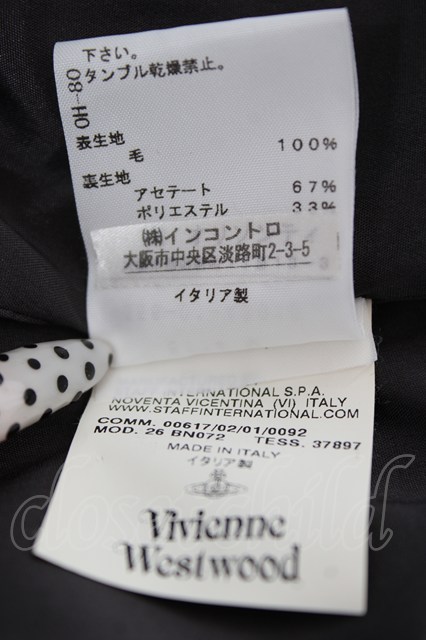 下さい。
タンブル乾燥禁止。
OH-80
表生地
毛 100%
裏生地
アセテート 67%
ポリエステル 33%
㈱インコントロ
大阪市中央区淡路町2-3-5
イタリア製
INTERNATIONAL S.P.A.
NOVENTA VICENTINA (VI) ITALY
WWW.STAFFINTERNATIONAL.COM
COMM. 00617/02/01/0092
MOD. 26 BN072 TESS. 37897
MADE IN ITALY
イタリア製
Vivienne
Westwood